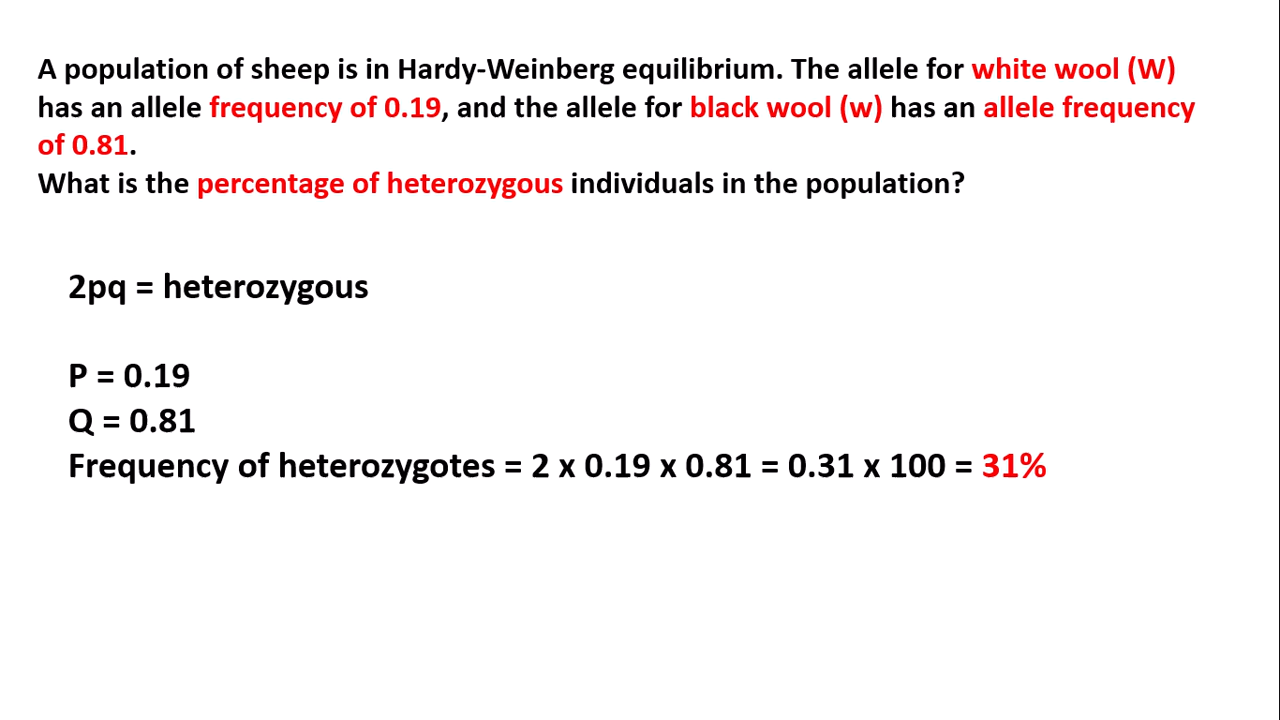 A population of sheep is in Hardy-Weinberg equilibrium. The allele for white wool (W)
has an allele frequency of 0.19, and the allele for black wool (w) has an allele frequency
of 0.81.
What is the percentage of heterozygous individuals in the population?
2pq = heterozygous
P = 0.19
Q = 0.81
Frequency of heterozygotes = 2 x 0.19 x 0.81 = 0.31 x 100 = 31%